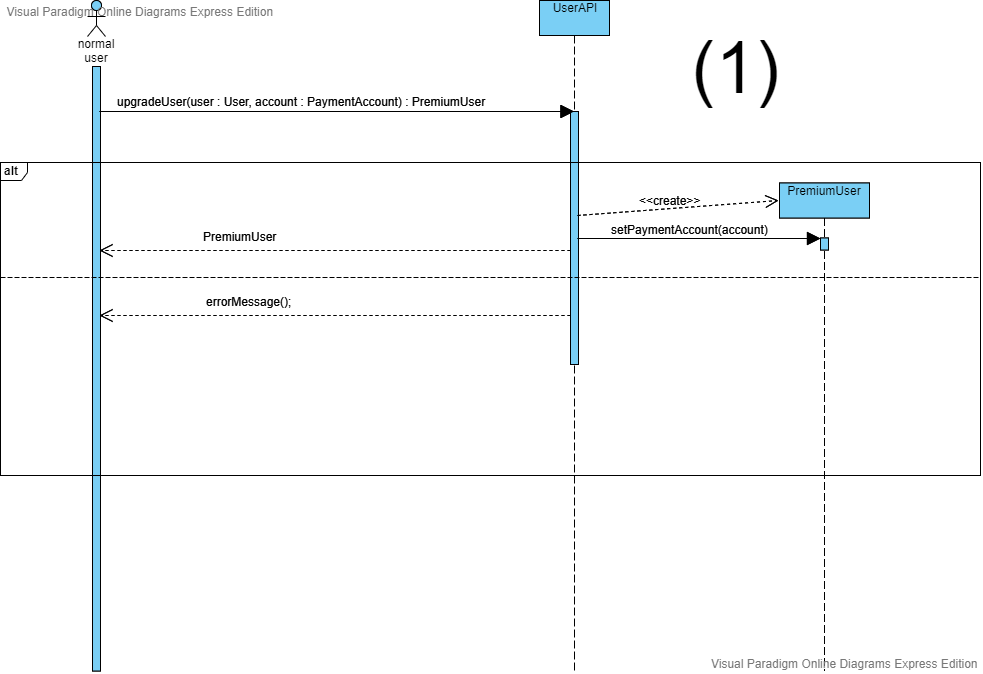 Visual Paradigm Online Diagrams Express Edition
UserAPI
normal
user
(1)
upgradeUser(user : User, account : PaymentAccount) : PremiumUser
alt
PremiumUser
<<create>>
setPaymentAccount(account)
PremiumUser
errorMessage();
Visual Paradigm Online Diagrams Express Edition